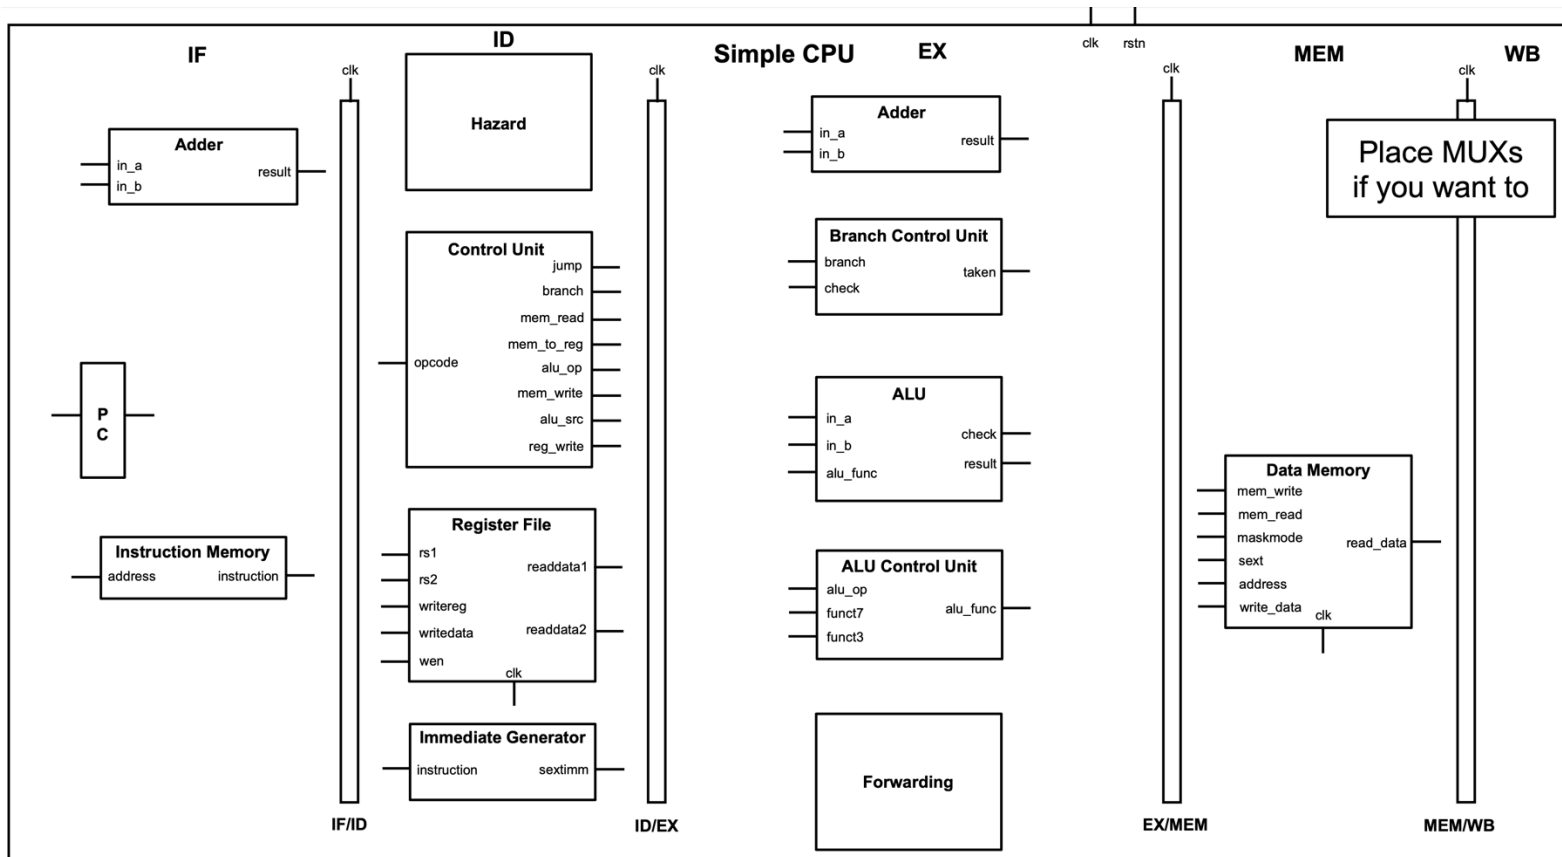 IF
ID
Simple CPU
EX
clk
rstn
MEM
WB
clk
clk
clk
clk
Adder
in_a
in_b
result
Hazard
Adder
in_a
in_b
result
Place MUXs
if you want to
Control Unit
opcode
jump
branch
mem_read
mem_to_reg
alu_op
mem_write
alu_src
reg_write
Branch Control Unit
branch
check
taken
P
C
ALU
in_a
in_b
alu_func
check
result
Instruction Memory
address
instruction
Register File
rs1
rs2
writereg
writedata
wen
readdata1
readdata2
clk
ALU Control Unit
alu_op
funct7
funct3
alu_func
Data Memory
mem_write
mem_read
maskmode
sext
address
write_data
read_data
clk
Immediate Generator
instruction
sextimm
Forwarding
IF/ID
ID/EX
EX/MEM
MEM/WB